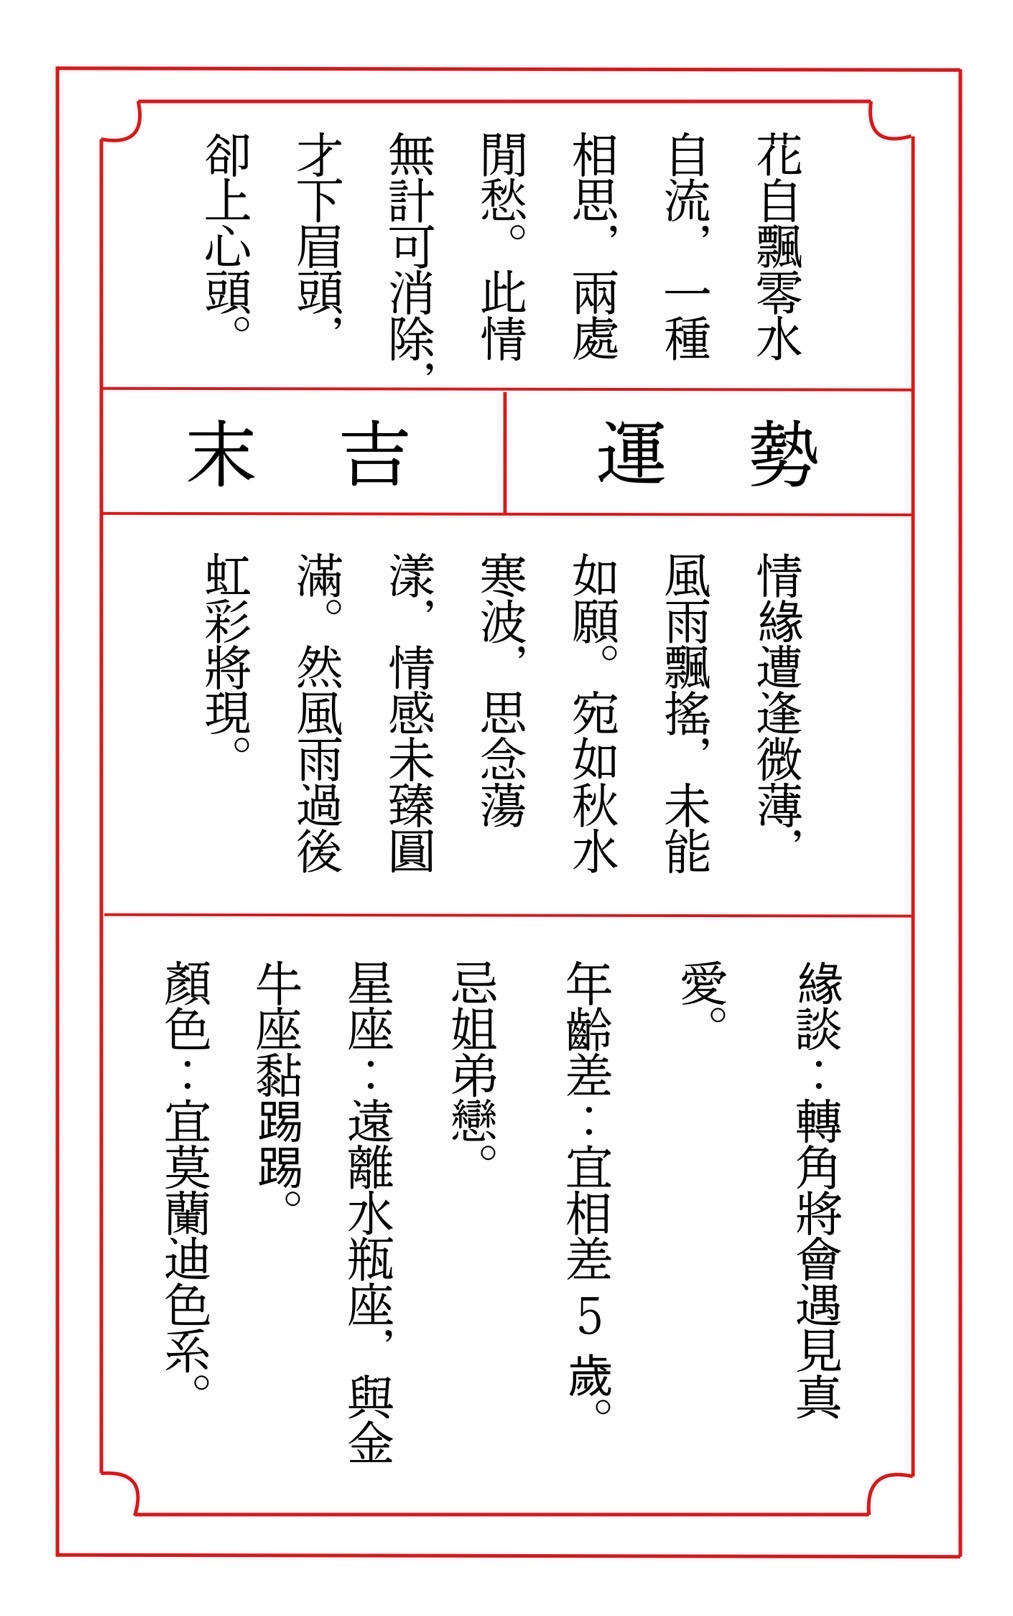 花自飄零水
自流，一種
相思，兩處
閒愁。此情
無計可消除，
才下眉頭，
卻上心頭。
運勢
末吉
情緣遭逢微薄，
風雨飄搖，未能
如願。宛如秋水
寒波，思念蕩
漾，情感未臻圓
滿。然風雨過後
虹彩將現。
緣談：轉角將會遇見真
愛。
年齡差：宜相差5歲。
忌姐弟戀。
星座：遠離水瓶座，與金
牛座黏踢踢。
顏色：宜莫蘭迪色系。